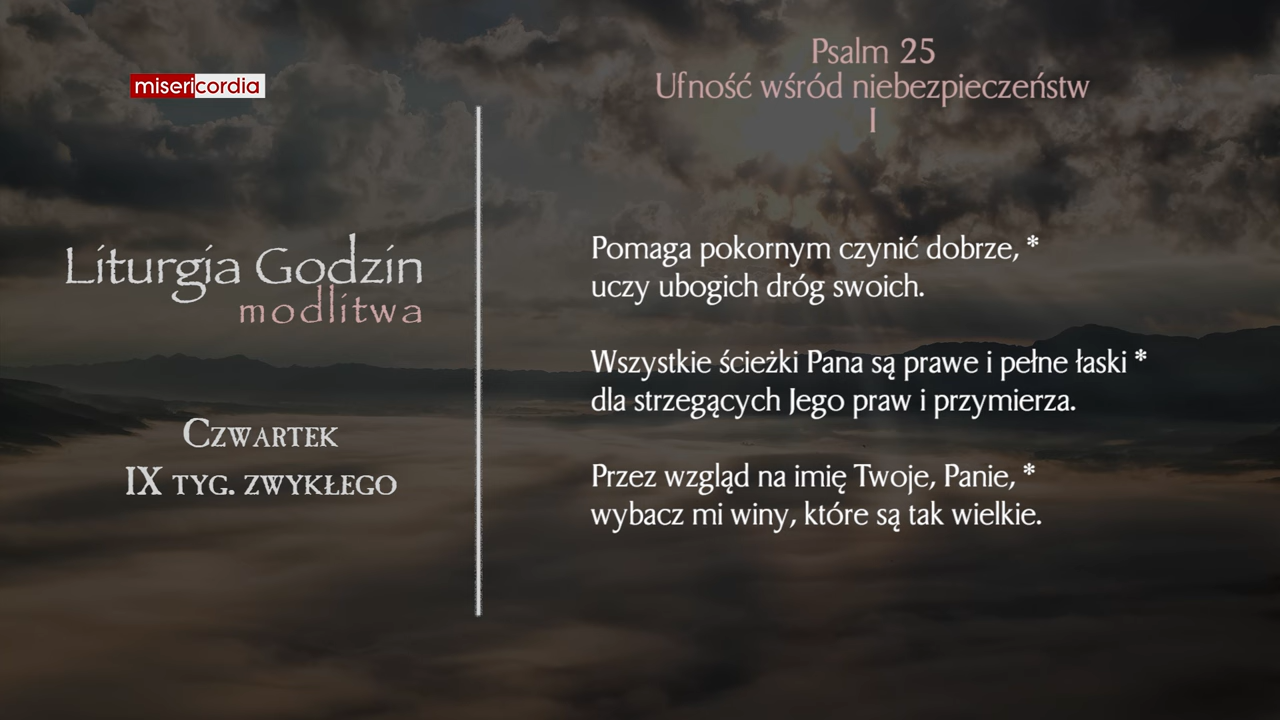 misericordia
Liturgia Godzin
modlitwa
Czwartek
IX tyg. zwykłego
Psalm 25
Ufność wśród niebezpieczeństw
I
Pomaga pokornym czynić dobrze, *
uczy ubogich dróg swoich.
Wszystkie ścieżki Pana są prawe i pełne łaski *
dla strzegących Jego praw i przymierza.
Przez wzgląd na imię Twoje, Panie, *
wybacz mi winy, które są tak wielkie.